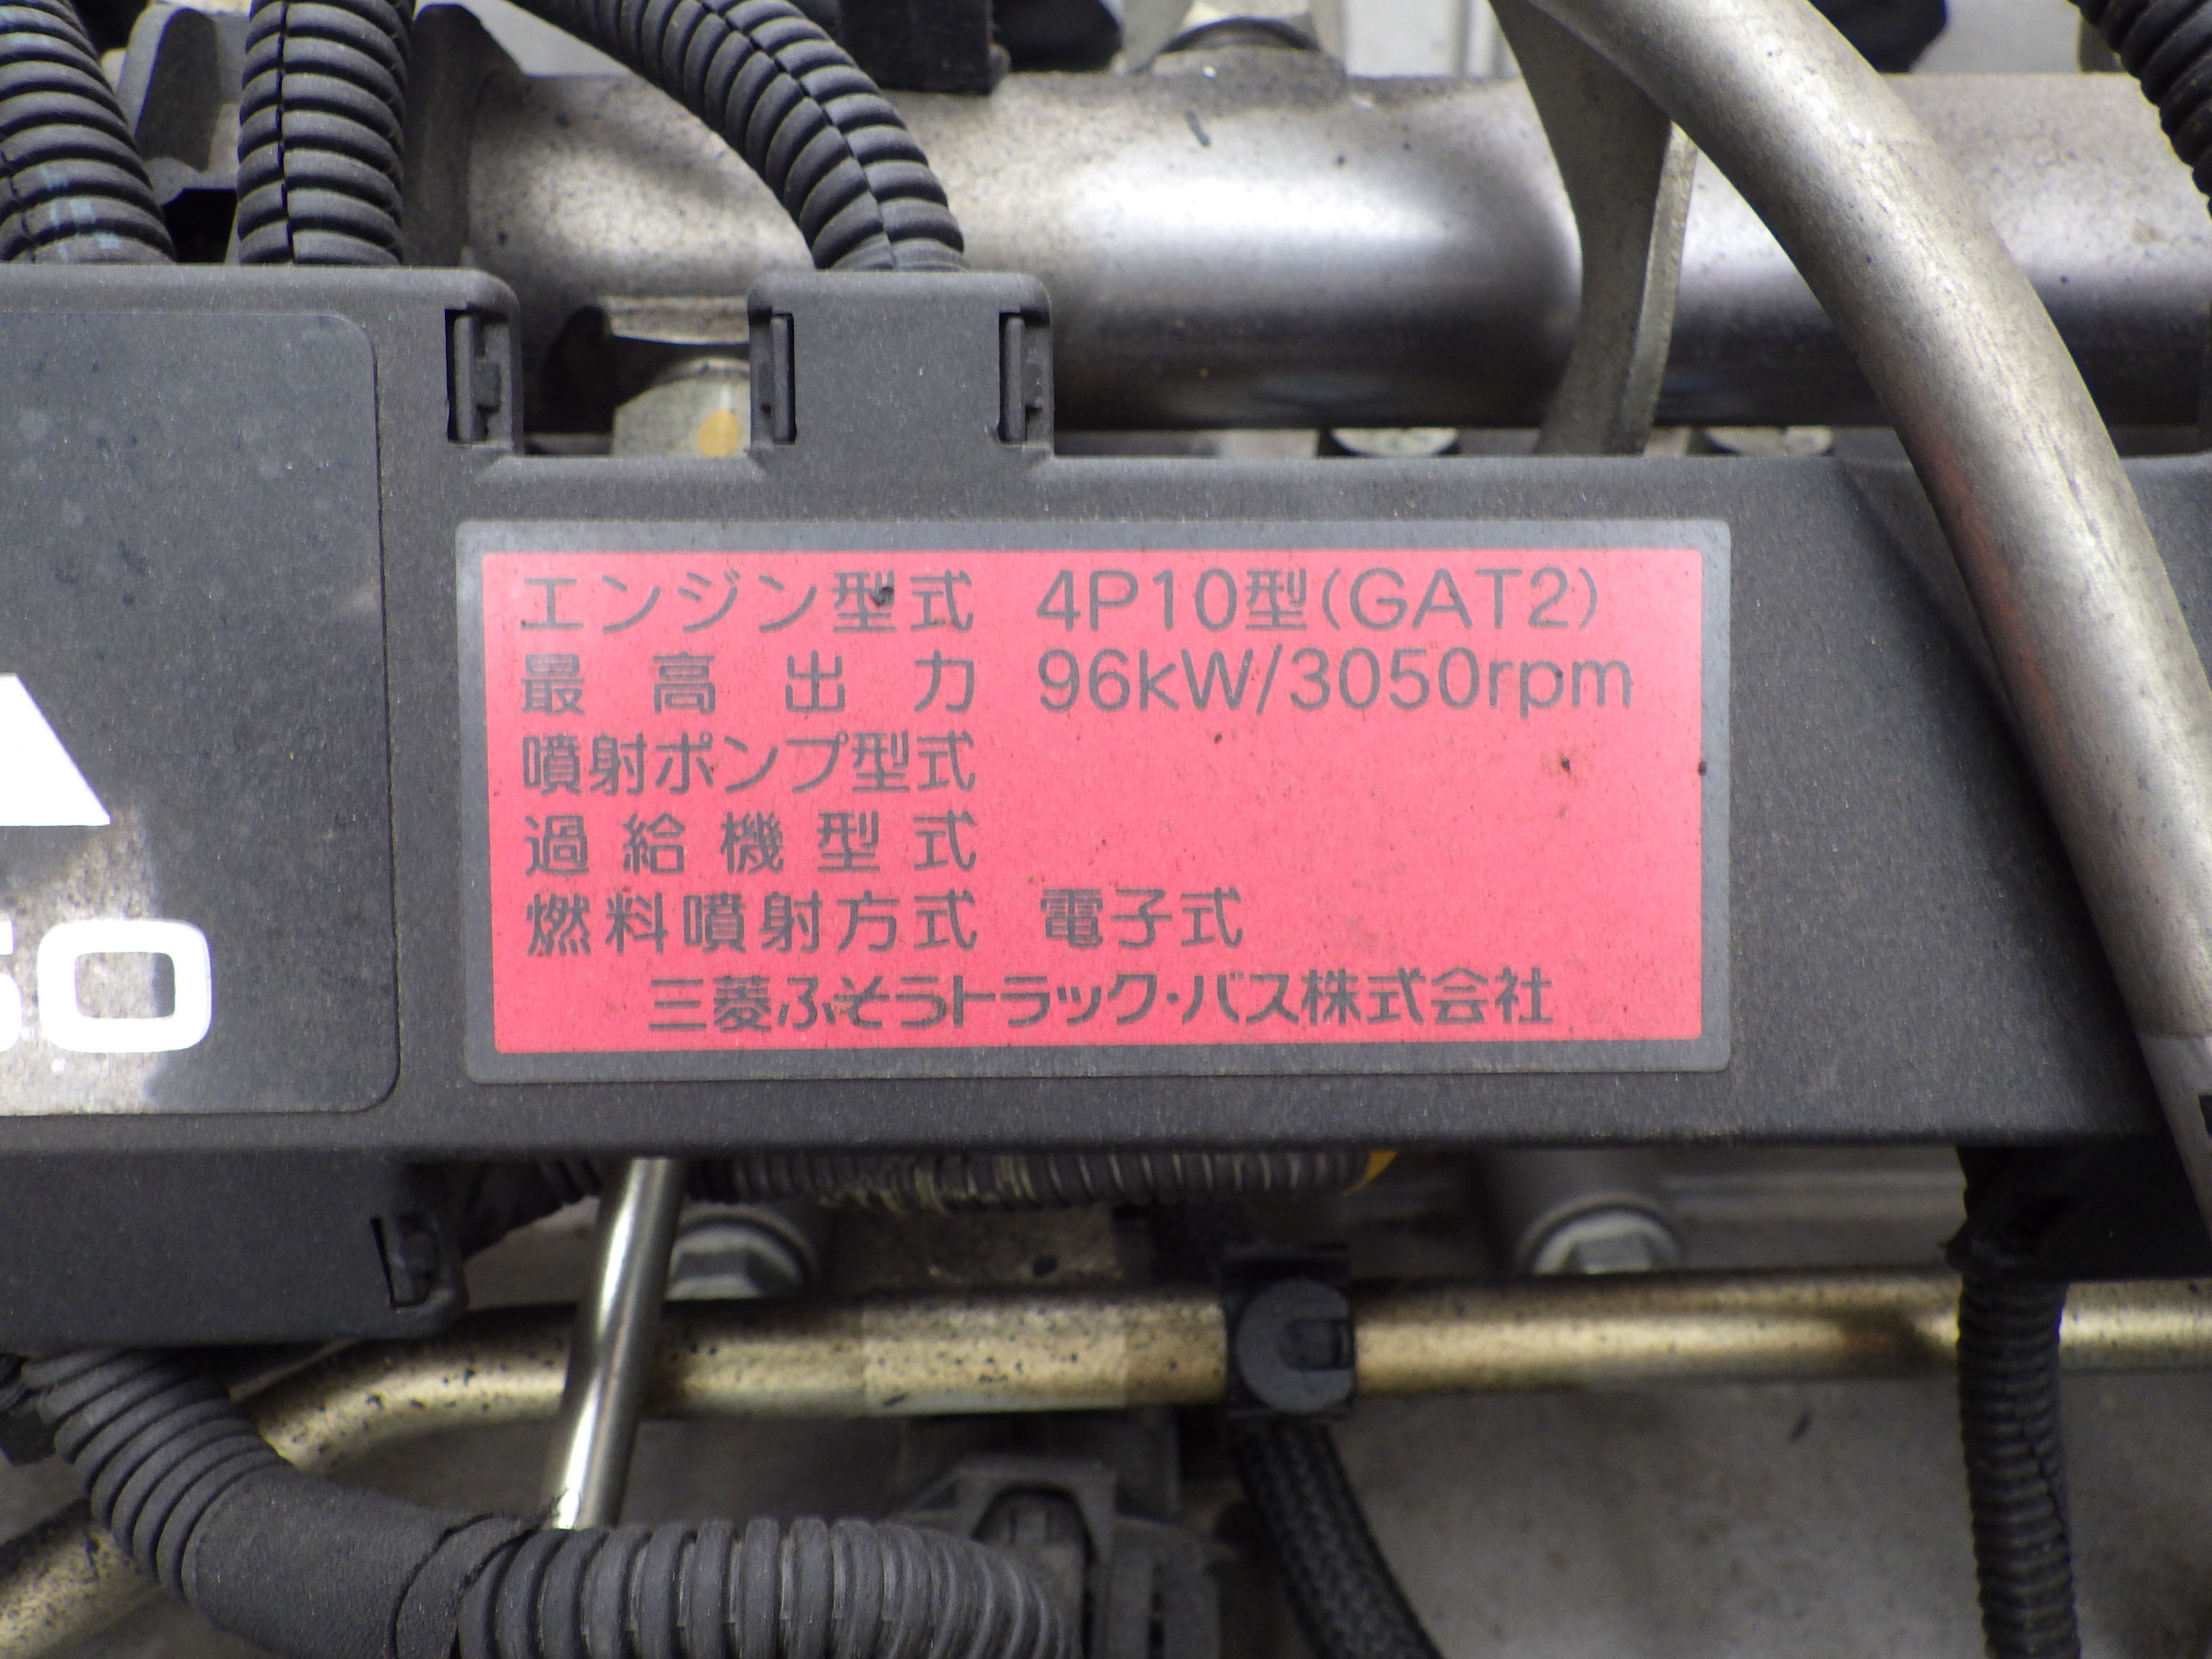 エンジン型式 4P10型(GAT2)
最高出力 96kW/3050rpm
噴射ポンプ型式
過給機型式
燃料噴射方式 電子式
三菱ふそうトラック・バス株式会社